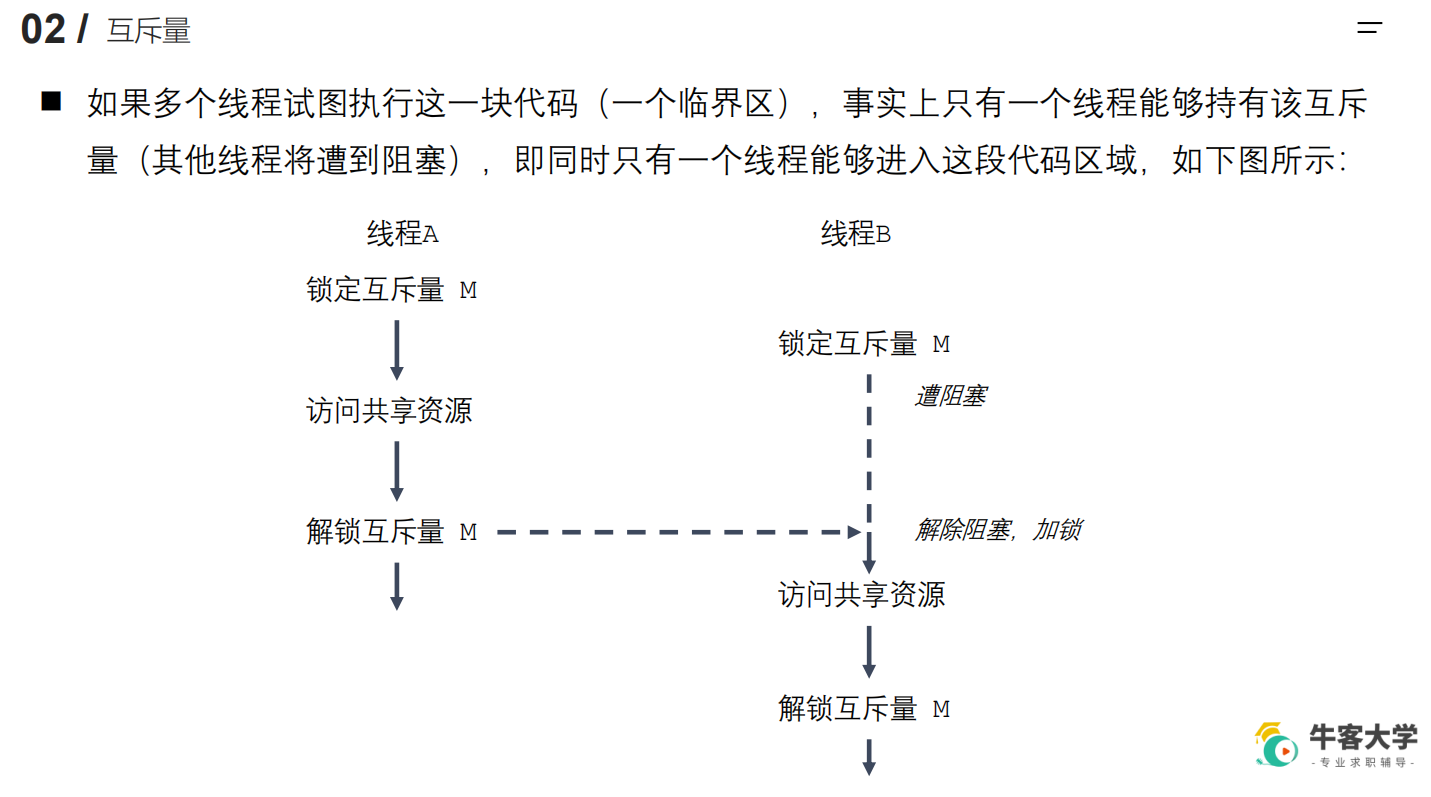 02 / 互斥量
■ 如果多个线程试图执行这一块代码（一个临界区），事实上只有一个线程能够持有该互斥
量（其他线程将遭到阻塞），即同时只有一个线程能够进入这段代码区域，如下图所示：
线程A
线程B
锁定互斥量 M
锁定互斥量 M
遭阻塞
访问共享资源
解锁互斥量 M
解除阻塞，加锁
访问共享资源
解锁互斥量 M
牛客大学
-专业求职辅导-